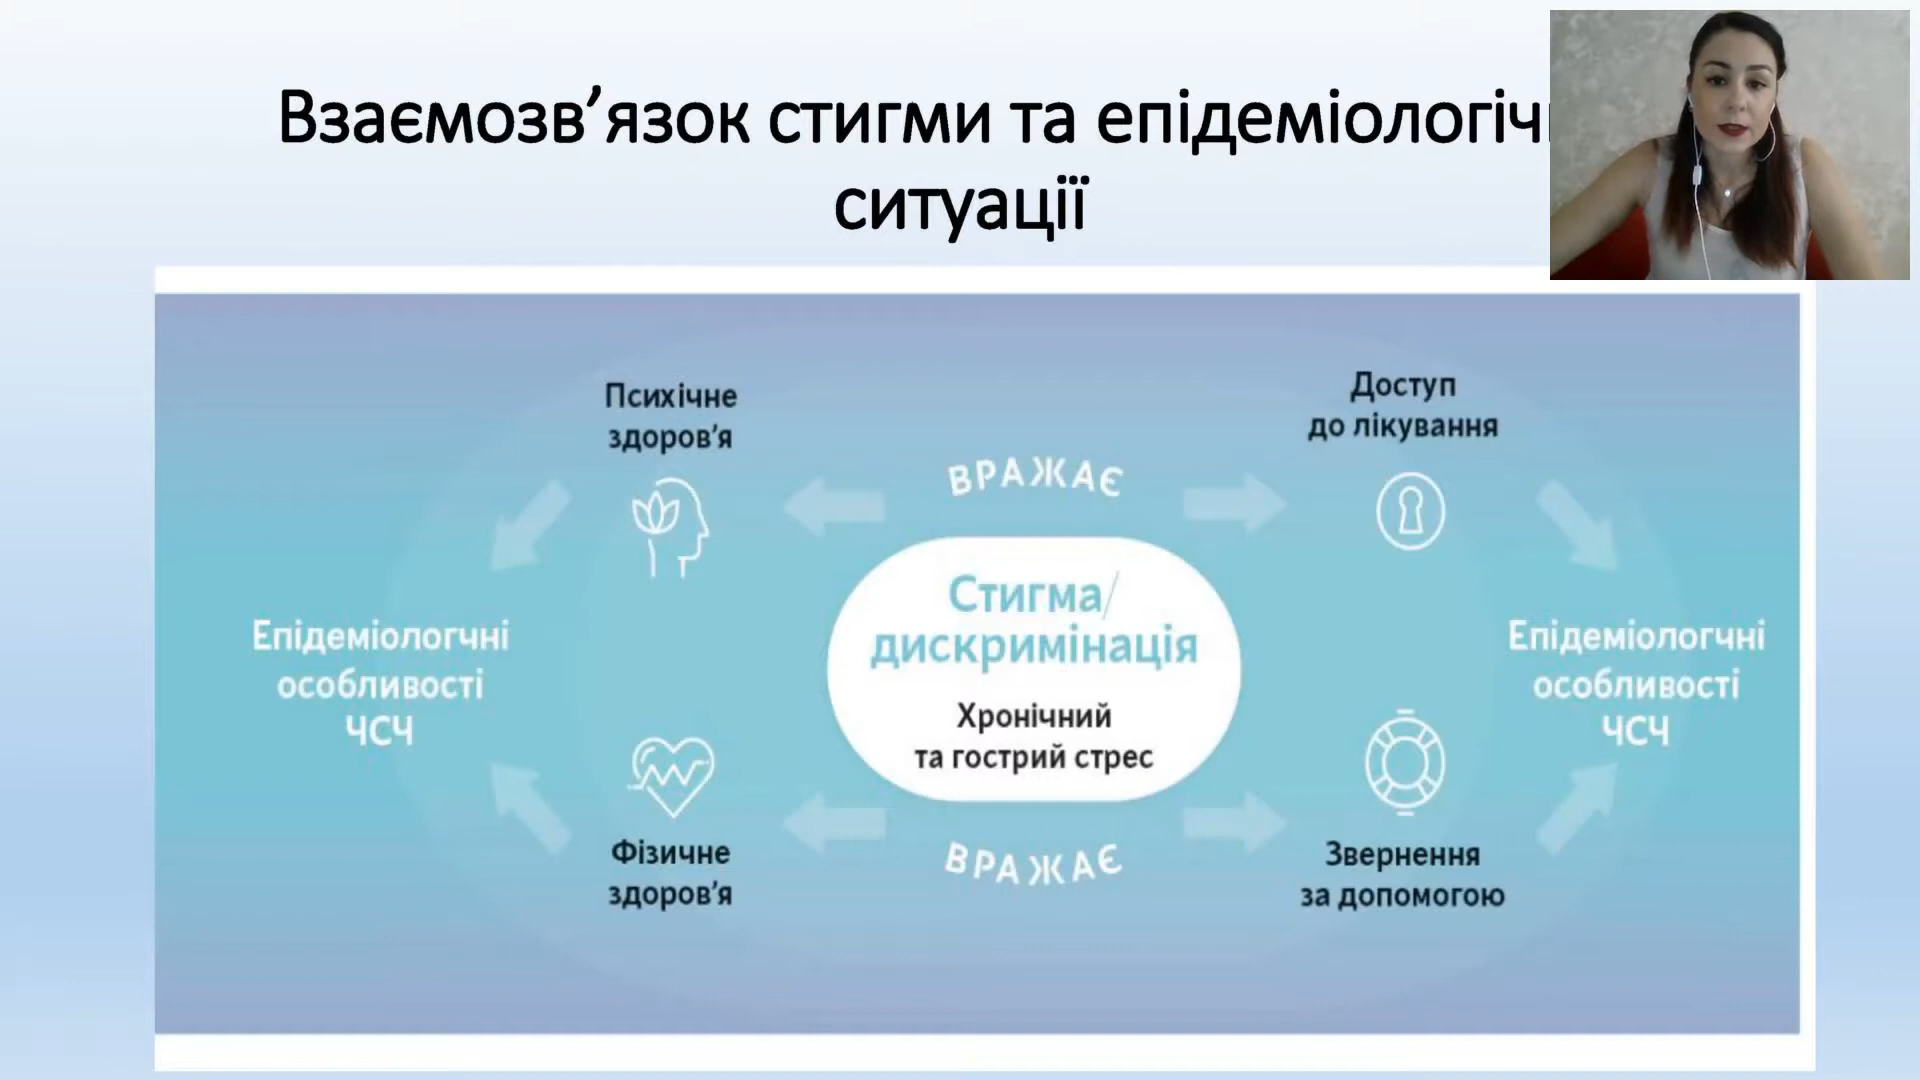 Взаємозв’язок стигми та
ситуації
Психічне
здоров’я
Доступ
до лікування
ВРАЖАЄ
Стигма/
дискримінація
Хронічний
та гострий стрес
Епідеміологчні
особливості
ЧСЧ
Епідеміологчні
особливості
ЧСЧ
ВРАЖАЄ
Фізичне
здоров’я
Звернення
за допомогою